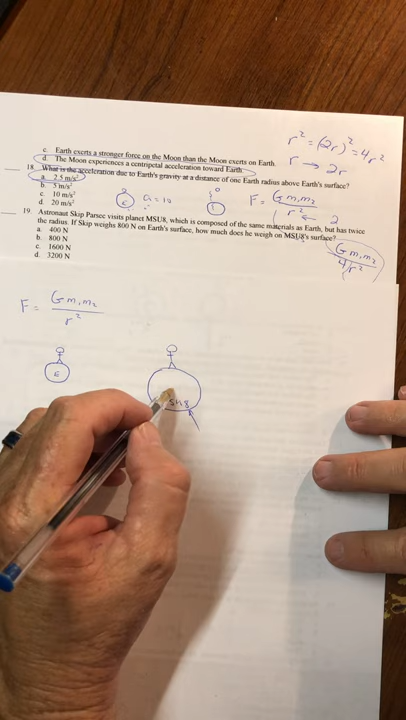 c. Earth exerts a stronger force on the Moon than the Moon exerts on Earth.
d. The Moon experiences a centripetal acceleration toward Earth.
18. What is the acceleration due to Earth's gravity at a distance of one Earth radius above Earth's surface?
a. 2.5 m/s²
b. 5 m/s²
c. 10 m/s²
d. 20 m/s²
r² = (2r)² = 4r²
r → 2r
E a = 10
F = Gm₁m₂ / r² ← 2
19. Astronaut Skip Parsec visits planet MSU8, which is composed of the same materials as Earth, but has twice
the radius. If Skip weighs 800 N on Earth's surface, how much does he weigh on MSU8's surface?
a. 400 N
b. 800 N
c. 1600 N
d. 3200 N
Gm₁m₂ / 4r²
F = Gm₁m₂ / r²
E
SU8